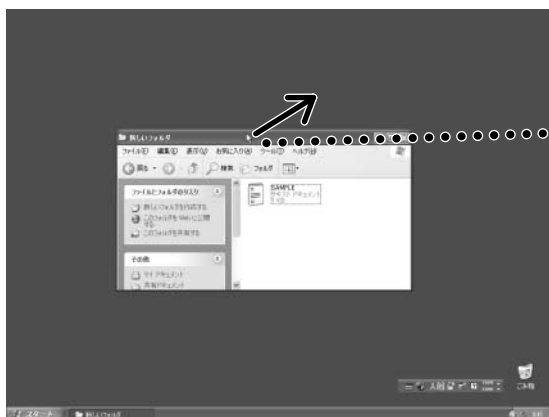 新しいフォルダ
ファイル(F) 編集(E) 表示(V) お気に入り(A) ツール(T) ヘルプ(H)
戻る 検索 フォルダ
ファイルとフォルダのタスク
新しいフォルダを作成する
このフォルダを Web に公開
する
このフォルダを共有する
SAMPLE
テキスト ドキュメント
1 KB
その他
マイ ドキュメント
共有ドキュメント
ごみ箱
スタート 新しいフォルダ